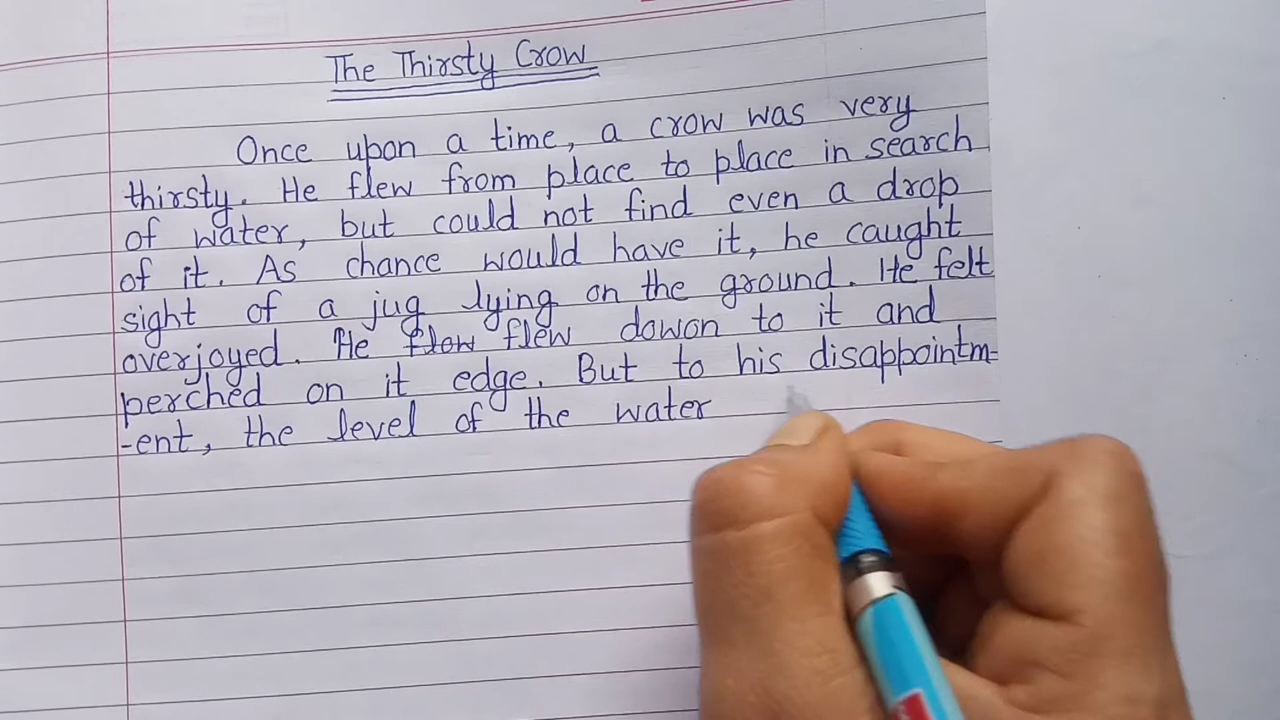 The Thirsty Crow
Once upon a time, a crow was very
thirsty. He flew from place to place in search
of water, but could not find even a drop
of it. As chance would have it, he caught
sight of a jug lying on the ground. He felt
overjoyed. He flow flew dowon to it and
perched on it edge. But to his disappointm=
-ent, the level of the water